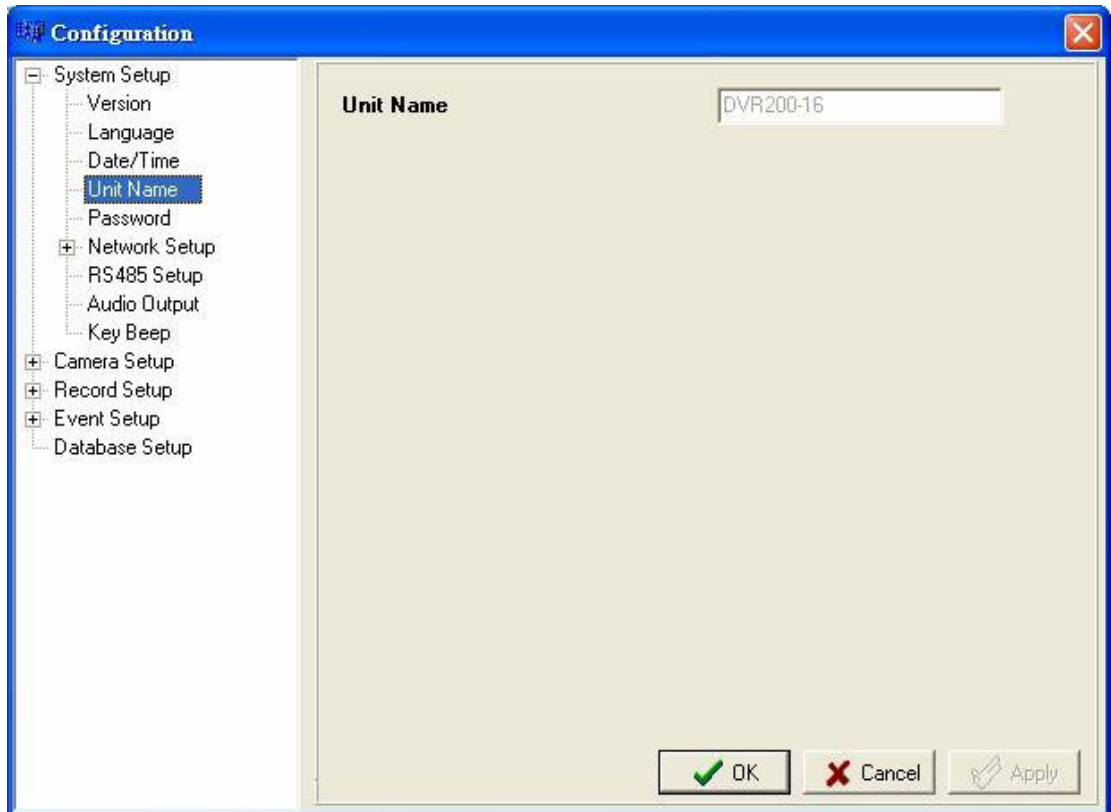 Configuration
System Setup
Version
Language
Date/Time
Unit Name
Password
Network Setup
RS485 Setup
Audio Output
Key Beep
Camera Setup
Record Setup
Event Setup
Database Setup
Unit Name
DVR200-16
OK
Cancel
Apply